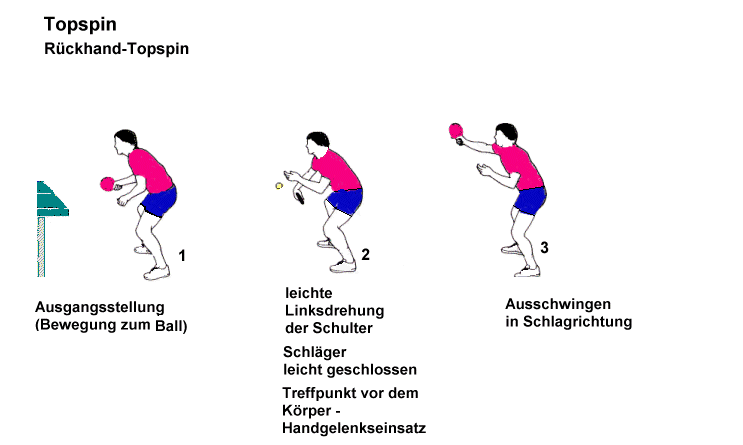 Topspin
Rückhand-Topspin
1
2
3
Ausgangsstellung
(Bewegung zum Ball)
leichte
Linksdrehung
der Schulter
Schläger
leicht geschlossen
Treffpunkt vor dem
Körper -
Handgelenkseinsatz
Ausschwingen
in Schlagrichtung